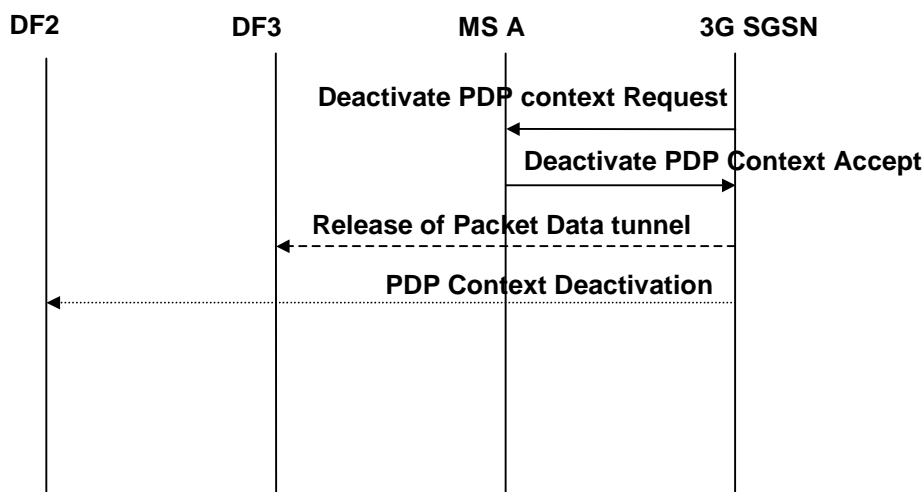 DF2 DF3 MS A 3G SGSN
Deactivate PDP context Request
Deactivate PDP Context Accept
Release of Packet Data tunnel
PDP Context Deactivation